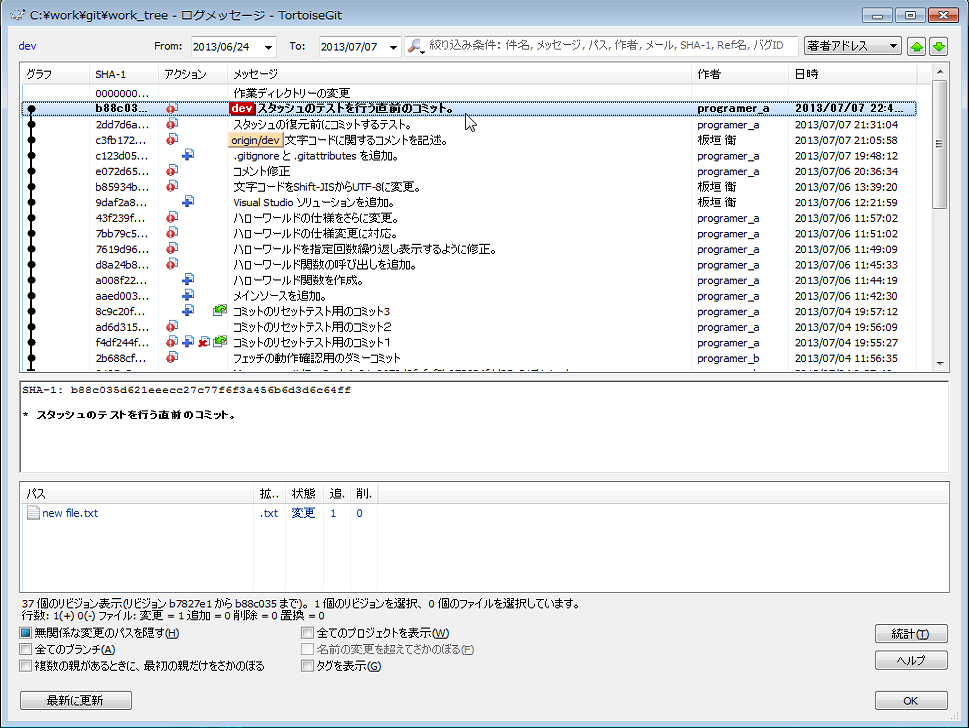 C:¥work¥git¥work_tree - ログメッセージ - TortoiseGit
dev From: 2013/06/24 To: 2013/07/07 絞り込み条件: 件名, メッセージ, パス, 作者, メール, SHA-1, Ref名, バグID 著者アドレス
グラフ SHA-1 アクション メッセージ 作者 日時
0000000... 作業ディレクトリーの変更
b88c03... dev スタッシュのテストを行う直前のコミット。 programer_a 2013/07/07 22:4...
2dd7d6a... スタッシュの復元前にコミットするテスト。 programer_a 2013/07/07 21:31:04
c3fb172... origin/dev 文字コードに関するコメントを記述。 板垣 衛 2013/07/07 21:05:58
c123d05... .gitignore と .gitattributes を追加。 programer_a 2013/07/07 19:48:12
e072d65... コメント修正 programer_a 2013/07/06 20:36:34
b85934b... 文字コードをShift-JISからUTF-8に変更。 板垣 衛 2013/07/06 13:39:20
9daf2a8... Visual Studio ソリューションを追加。 板垣 衛 2013/07/06 12:21:59
43f239f... ハローワールドの仕様をさらに変更。 programer_a 2013/07/06 11:57:02
7bb79c5... ハローワールドの仕様変更に対応。 programer_a 2013/07/06 11:51:02
7619d96... ハローワールドを指定回数繰り返し表示するように修正。 programer_a 2013/07/06 11:49:09
d8a24b8... ハローワールド関数の呼び出しを追加。 programer_a 2013/07/06 11:45:33
a008f22... ハローワールド関数を作成。 programer_a 2013/07/06 11:44:19
aaed003... メインソースを追加。 programer_a 2013/07/06 11:42:30
8c9c20f... コミットのリセットテスト用のコミット3 programer_a 2013/07/04 19:57:12
ad6d315... コミットのリセットテスト用のコミット2 programer_a 2013/07/04 19:56:09
f4df244f... コミットのリセットテスト用のコミット1 programer_a 2013/07/04 19:55:27
2b688cf... フェッチの動作確認用のダミーコミット programer_b 2013/07/04 11:56:35
SHA-1: b88c035d621eeecc27c77f6f3a456b6d3d6c64ff
* スタッシュのテストを行う直前のコミット。
パス 拡.. 状態 追. 削.
new file.txt .txt 変更 1 0
37 個のリビジョン表示(リビジョン b7827e1 から b88c035 まで)。1 個のリビジョンを選択、0 個のファイルを選択しています。
行数: 1(+) 0(-) ファイル: 変更 = 1 追加 = 0 削除 = 0 置換 = 0
無関係な変更のパスを隠す(H) 全てのプロジェクトを表示(W) 統計(T)
全てのブランチ(A) 名前の変更を超えてさかのぼる(F)
複数の親があるときに、最初の親だけをさかのぼる タグを表示(G) ヘルプ
最新に更新 OK